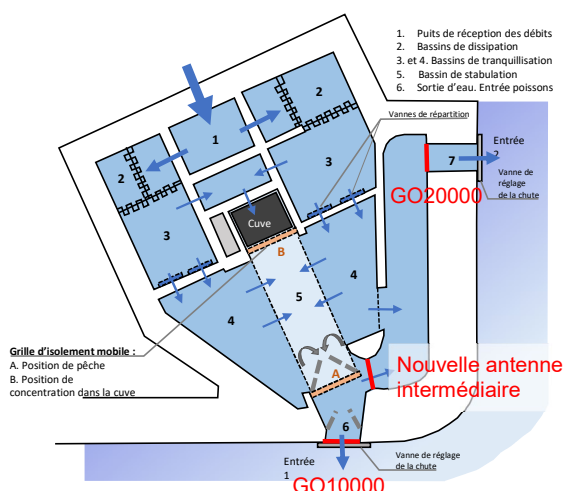 1. Puits de réception des débits
2. Bassins de dissipation
3. et 4. Bassins de tranquillisation
5. Bassin de stabulation
6. Sortie d'eau. Entrée poissons
2
1
2
Vannes de répartition
Entrée
2
3
7
Vanne de
réglage
de la chute
GO20000
3
Cuve
B
4
5
4
Grille d'isolement mobile :
A. Position de pêche
B. Position de
concentration dans la cuve
Nouvelle antenne
intermédiaire
A
6
Vanne de réglage
de la chute
Entrée
1
GO10000